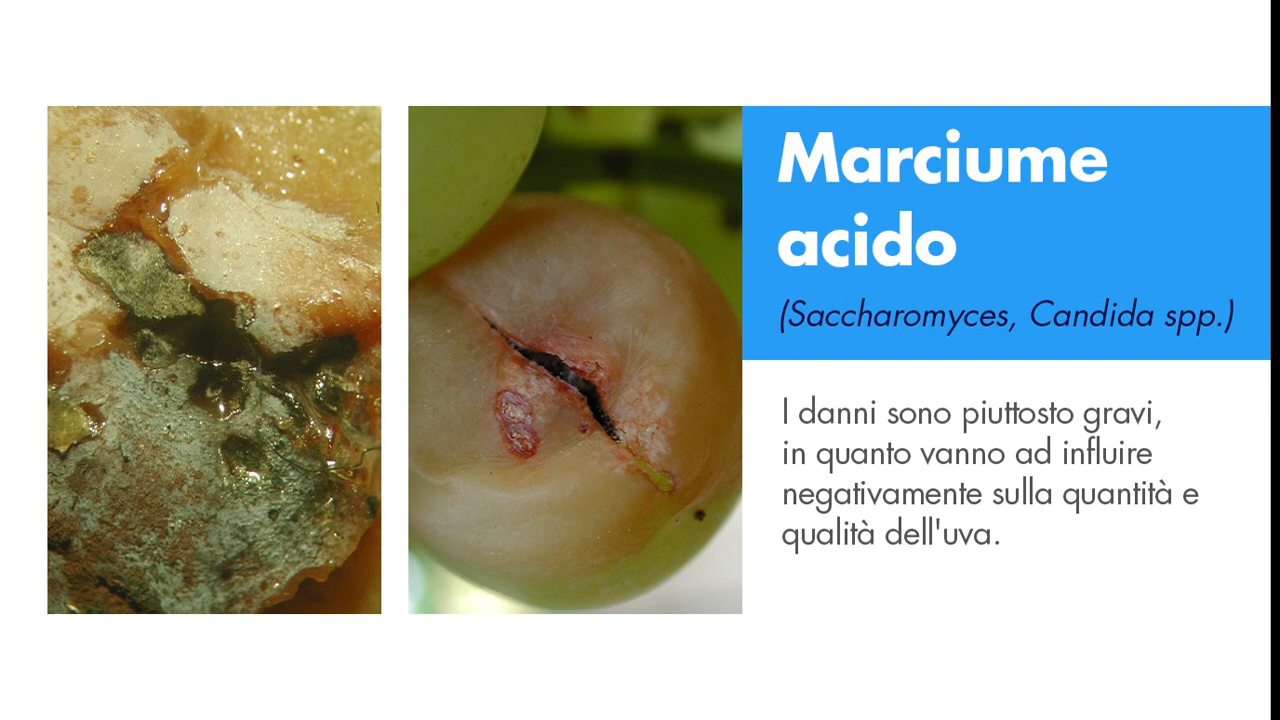 Marciume
acido
(Saccharomyces, Candida spp.)
I danni sono piuttosto gravi,
in quanto vanno ad influire
negativamente sulla quantità e
qualità dell'uva.